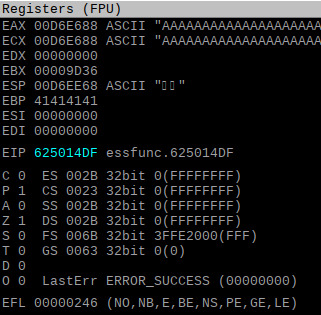 Registers (FPU)
EAX 00D6E688 ASCII "AAAAAAAAAAAAAAAAAAAA
ECX 00D6E688 ASCII "AAAAAAAAAAAAAAAAAAAA
EDX 00000000
EBX 00009D36
ESP 00D6EE68 ASCII "▯▯"
EBP 41414141
ESI 00000000
EDI 00000000
EIP 625014DF essfunc.625014DF
C 0 ES 002B 32bit 0(FFFFFFFF)
P 1 CS 0023 32bit 0(FFFFFFFF)
A 0 SS 002B 32bit 0(FFFFFFFF)
Z 1 DS 002B 32bit 0(FFFFFFFF)
S 0 FS 006B 32bit 3FFE2000(FFF)
T 0 GS 0063 32bit 0(0)
D 0
O 0 LastErr ERROR_SUCCESS (00000000)
EFL 00000246 (NO,NB,E,BE,NS,PE,GE,LE)